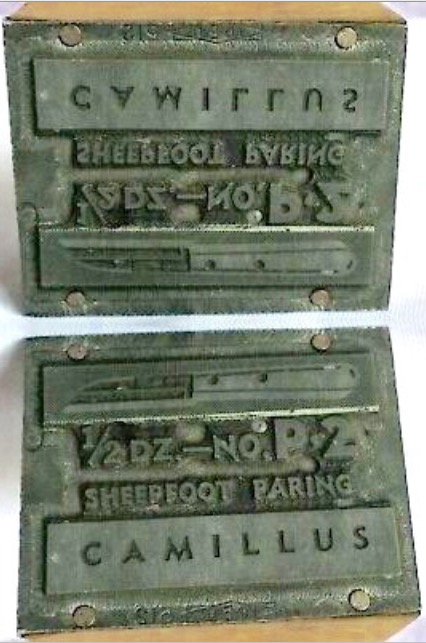 CAMILLUS
SHEEPFOOT PARING
1/2 DZ.—NO. P-2
1/2 DZ.—NO. P-2
SHEEPFOOT PARING
CAMILLUS